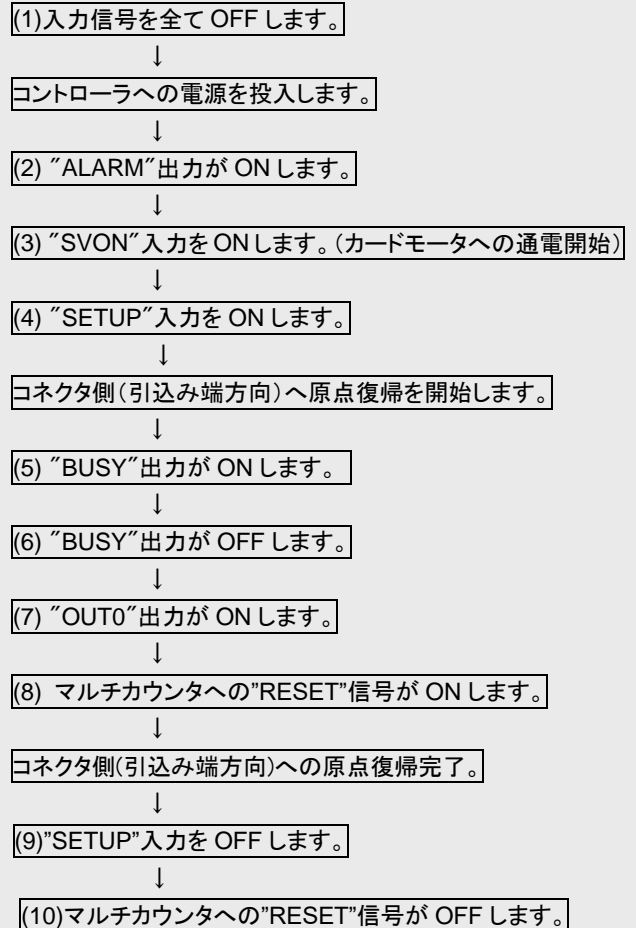 (1)入力信号を全て OFF します。
↓
コントローラへの電源を投入します。
↓
(2) ″ALARM″出力が ON します。
↓
(3) ″SVON″入力を ON します。（カードモータへの通電開始）
↓
(4) ″SETUP″入力を ON します。
↓
コネクタ側（引込み端方向）へ原点復帰を開始します。
↓
(5) ″BUSY″出力が ON します。
↓
(6) ″BUSY″出力が OFF します。
↓
(7) ″OUT0″出力が ON します。
↓
(8) マルチカウンタへの”RESET”信号が ON します。
↓
コネクタ側(引込み端方向)への原点復帰完了。
↓
(9)”SETUP”入力を OFF します。
↓
(10)マルチカウンタへの”RESET”信号が OFF します。